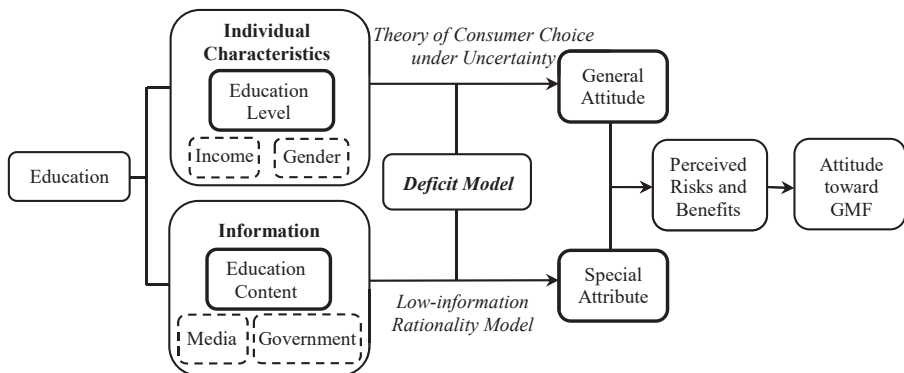 Individual
Characteristics
Education
Level
Income
Gender
Theory of Consumer Choice
under Uncertainty
General
Attitude
Education
Deficit Model
Perceived
Risks and
Benefits
Attitude
toward
GMF
Information
Education
Content
Media
Government
Low-information
Rationality Model
Special
Attribute